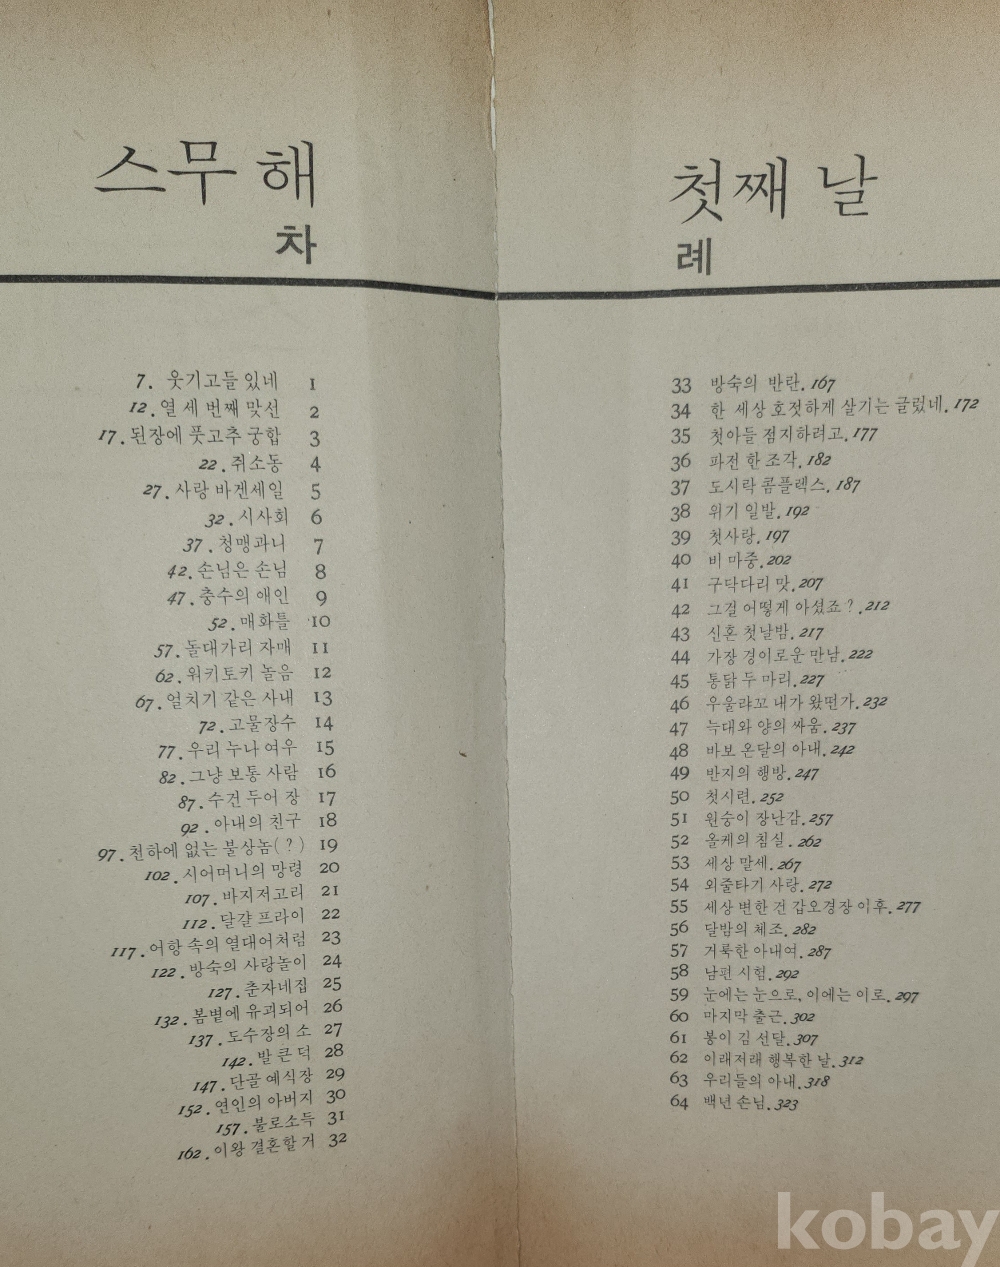 스무 해
차
7. 웃기고들 있네 1
12. 열 세 번째 맞선 2
17. 된장에 풋고추 궁합 3
22. 쥐소동 4
27. 사랑 바겐세일 5
32. 시사회 6
37. 청맹과니 7
42. 손님은 손님 8
47. 충수의 애인 9
52. 매화틀 10
57. 돌대가리 자매 11
62. 워키토키 놀음 12
67. 얼치기 같은 사내 13
72. 고물장수 14
77. 우리 누나 여우 15
82. 그냥 보통 사람 16
87. 수건 두어 장 17
92. 아내의 친구 18
97. 천하에 없는 불상놈(?) 19
102. 시어머니의 망령 20
107. 바지저고리 21
112. 달걀 프라이 22
117. 어항 속의 열대어처럼 23
122. 방숙의 사랑놀이 24
127. 춘자네집 25
132. 봄볕에 유괴되어 26
137. 도수장의 소 27
142. 발 큰 덕 28
147. 단골 예식장 29
152. 연인의 아버지 30
157. 불로소득 31
162. 이왕 결혼할 거 32
첫째 날
례
33 방숙의 반란. 167
34 한 세상 호젓하게 살기는 글렀네. 172
35 첫아들 점지하려고. 177
36 파전 한 조각. 182
37 도시락 콤플렉스. 187
38 위기 일발. 192
39 첫사랑. 197
40 비 마중. 202
41 구닥다리 맛. 207
42 그걸 어떻게 아셨죠?. 212
43 신혼 첫날밤. 217
44 가장 경이로운 만남. 222
45 통닭 두 마리. 227
46 우울랴꼬 내가 왔던가. 232
47 늑대와 양의 싸움. 237
48 바보 온달의 아내. 242
49 반지의 행방. 247
50 첫시련. 252
51 원숭이 장난감. 257
52 올케의 침실. 262
53 세상 말세. 267
54 외줄타기 사랑. 272
55 세상 변한 건 갑오경장 이후. 277
56 달밤의 체조. 282
57 거룩한 아내여. 287
58 남편 시험. 292
59 눈에는 눈으로, 이에는 이로. 297
60 마지막 출근. 302
61 봉이 김 선달. 307
62 이래저래 행복한 날. 312
63 우리들의 아내. 318
64 백년 손님. 323
kobay